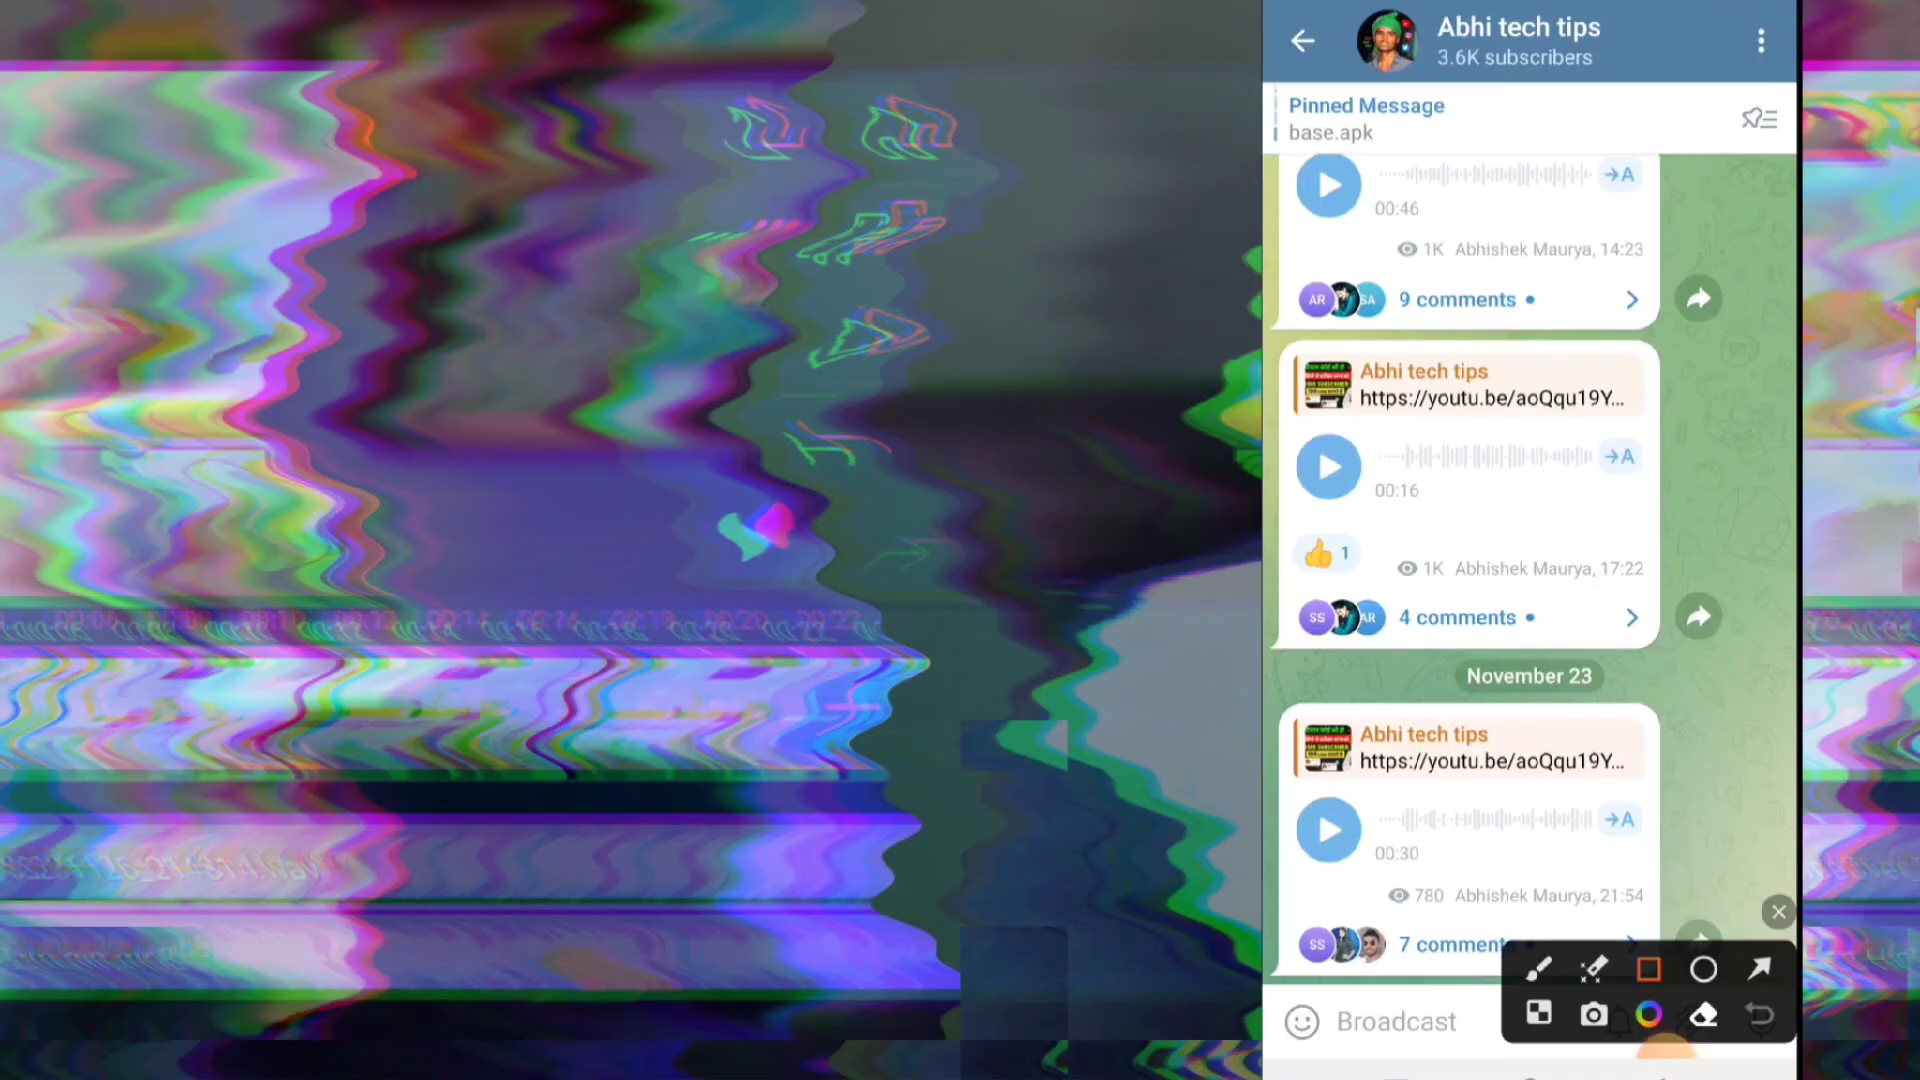 Abhi tech tips
3.6K subscribers
Pinned Message
base.apk
→A
00:46
1K Abhishek Maurya, 14:23
AR SA 9 comments
Abhi tech tips
https://youtu.be/aoQqu19Y...
→A
00:16
👍 1
1K Abhishek Maurya, 17:22
SS AR 4 comments
November 23
Abhi tech tips
https://youtu.be/aoQqu19Y...
→A
00:30
780 Abhishek Maurya, 21:54
SS 7 comment
Broadcast